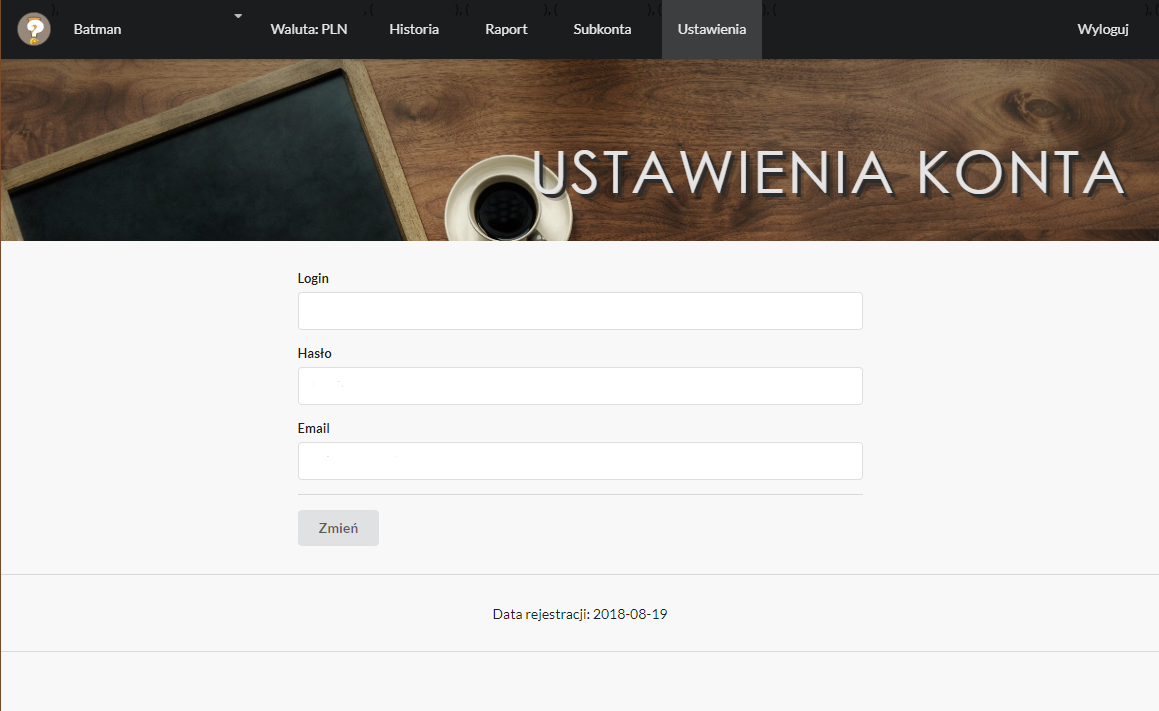 Batman Waluta: PLN Historia Raport Subkonta Ustawienia Wyloguj
USTAWIENIA KONTA
Login
Hasło
Email
Zmień
Data rejestracji: 2018-08-19